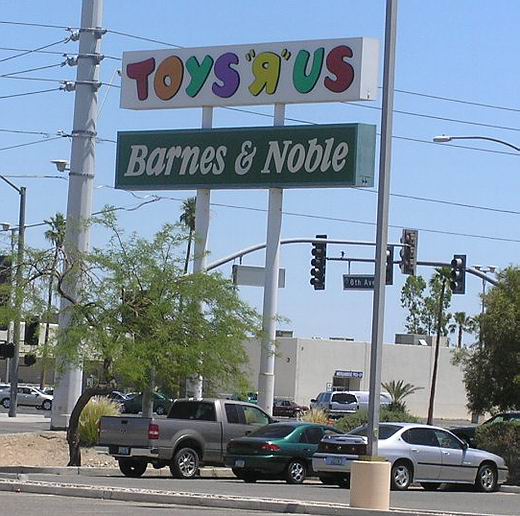 TOYS "R" US
Barnes & Noble
8th Ave